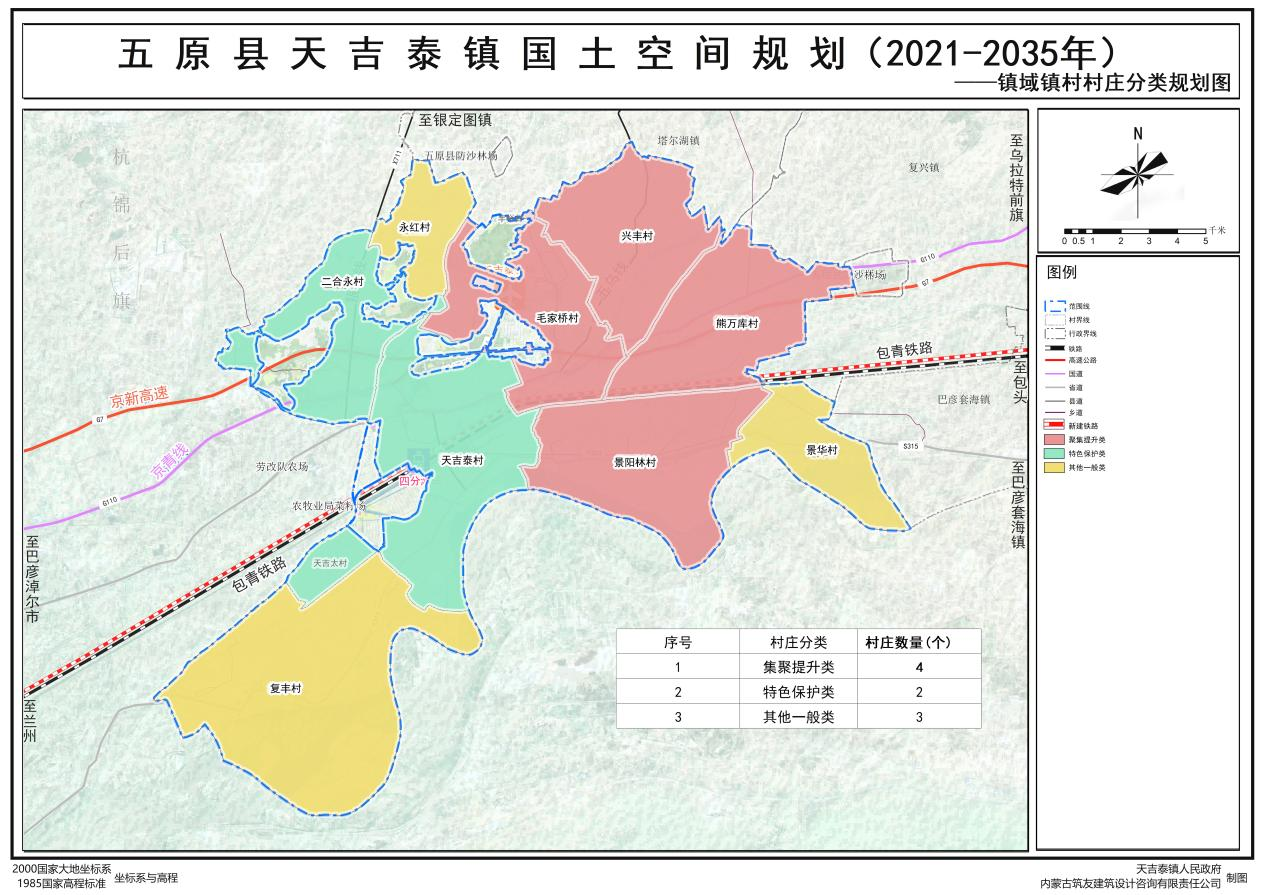 五原县天吉泰镇国土空间规划（2021-2035年）
——镇域镇村村庄分类规划图
至银定图镇
X711
五原县防沙林场
塔尔湖镇
复兴镇
至乌拉特前旗
杭锦后旗
永红村
兴丰村
二合永村
毛家桥村
熊万库村
沙林场
G110
G7
包青铁路
至包头
京新高速
G7
巴彦套海镇
京青线
G110
劳改队农场
天吉泰村
景阳林村
景华村
S315
四分
至巴彦套海镇
至巴彦淖尔市
天吉太村
包青铁路
复丰村
至兰州
序号 村庄分类 村庄数量(个)
1 集聚提升类 4
2 特色保护类 2
3 其他一般类 3
N
0 0.5 1 2 3 4 5 千米
图例
范围线
村界线
行政界线
铁路
高速公路
国道
省道
县道
乡道
新建铁路
聚集提升类
特色保护类
其他一般类
2000国家大地坐标系
1985国家高程标准
坐标系与高程
天吉泰镇人民政府
内蒙古筑友建筑设计咨询有限责任公司
制图